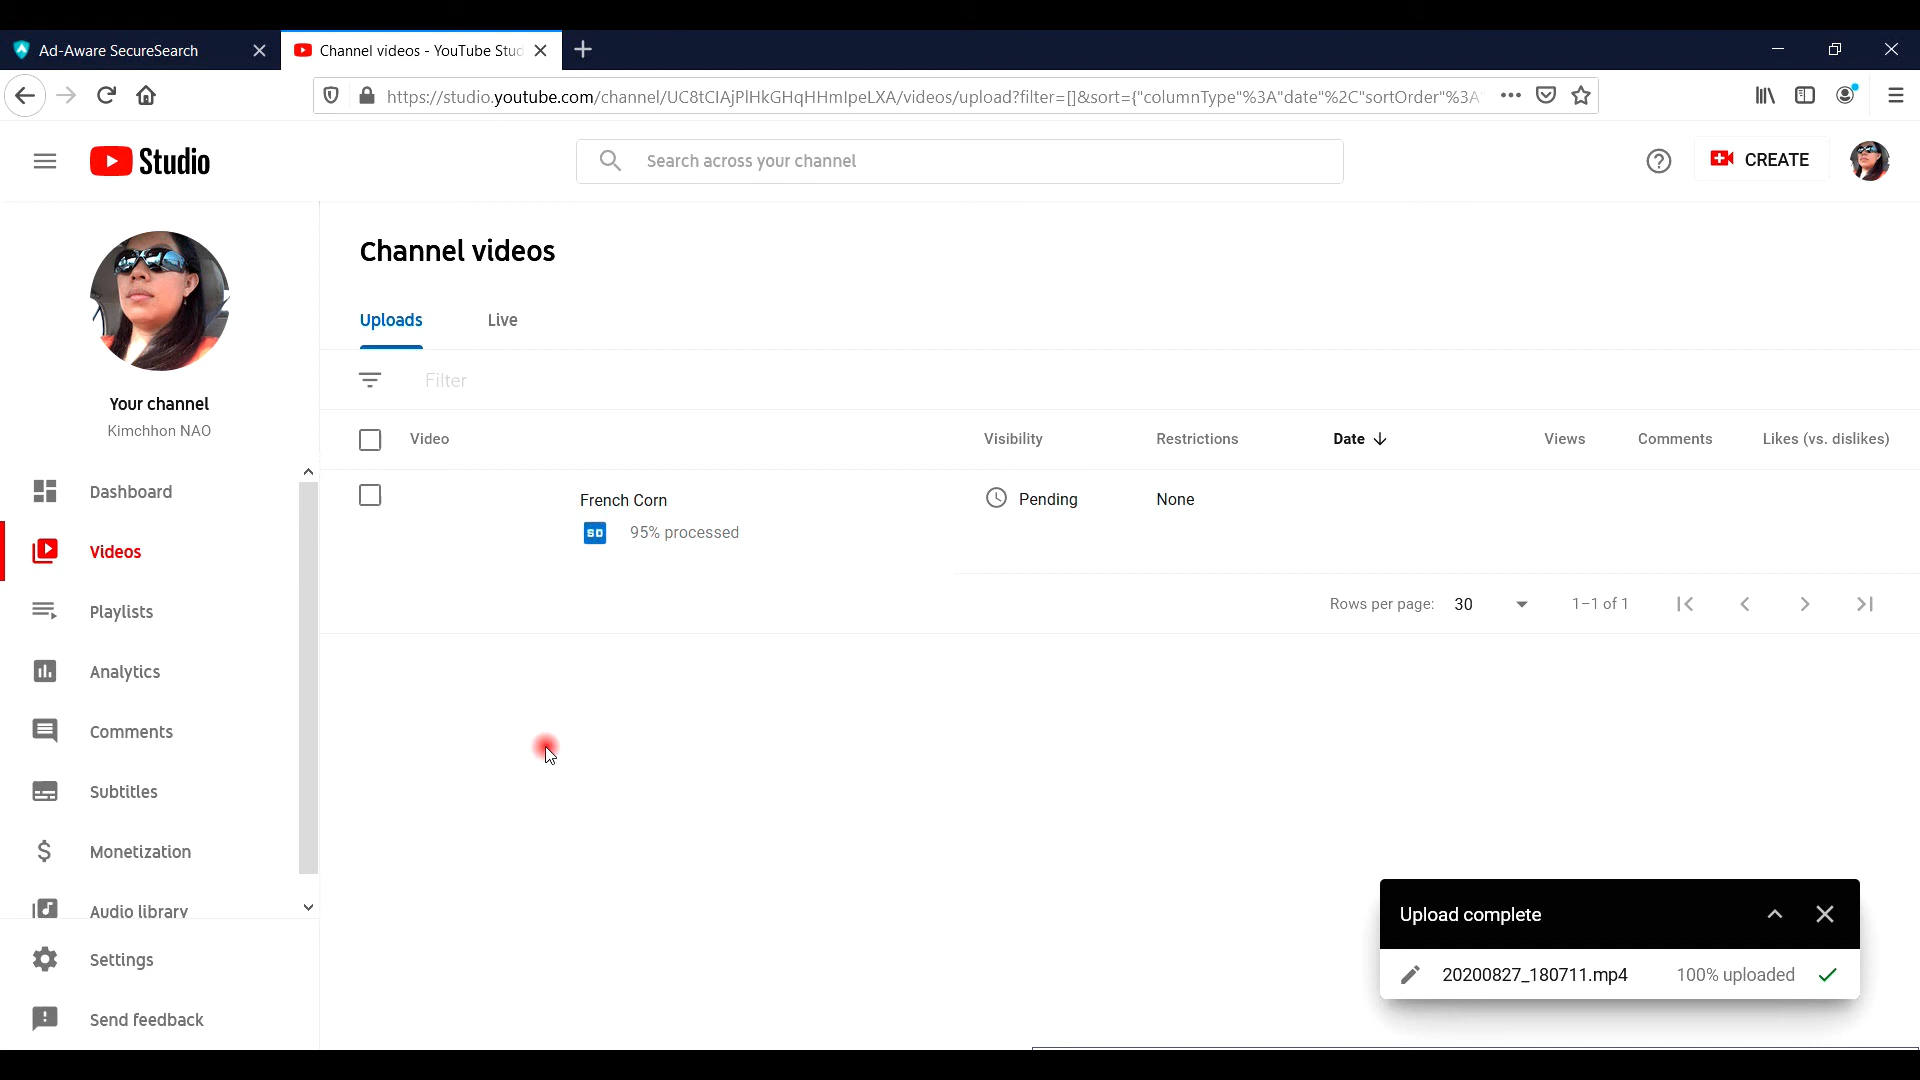 Ad-Aware SecureSearch
Channel videos - YouTube Stud
https://studio.youtube.com/channel/UC8tCIAjPlHkGHqHHmlpeLXA/videos/upload?filter=[]&sort={"columnType"%3A"date"%2C"sortOrder"%3A"
Studio
Search across your channel
CREATE
Your channel
Kimchhon NAO
Dashboard
Videos
Playlists
Analytics
Comments
Subtitles
Monetization
Audio library
Settings
Send feedback
Channel videos
Uploads Live
Filter
Video Visibility Restrictions Date Views Comments Likes (vs. dislikes)
French Corn Pending None
SD 95% processed
Rows per page: 30 1–1 of 1
Upload complete
20200827_180711.mp4 100% uploaded